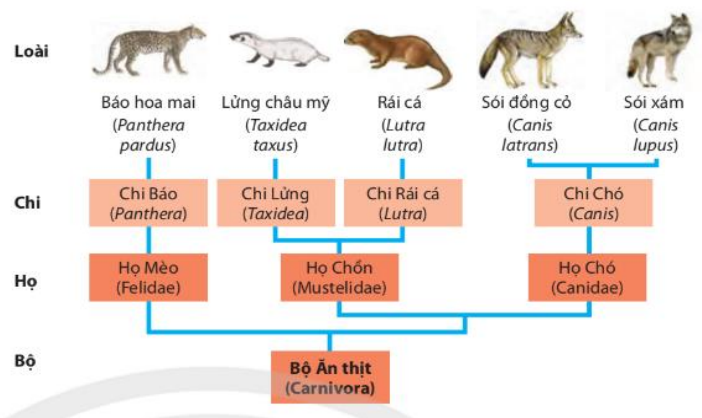 Loài
Báo hoa mai
(Panthera
pardus)
Lửng châu mỹ
(Taxidea
taxus)
Rái cá
(Lutra
lutra)
Sói đồng cỏ
(Canis
latrans)
Sói xám
(Canis
lupus)
Chi
Chi Báo
(Panthera)
Chi Lửng
(Taxidea)
Chi Rái cá
(Lutra)
Chi Chó
(Canis)
Họ
Họ Mèo
(Felidae)
Họ Chồn
(Mustelidae)
Họ Chó
(Canidae)
Bộ
Bộ Ăn thịt
(Carnivora)